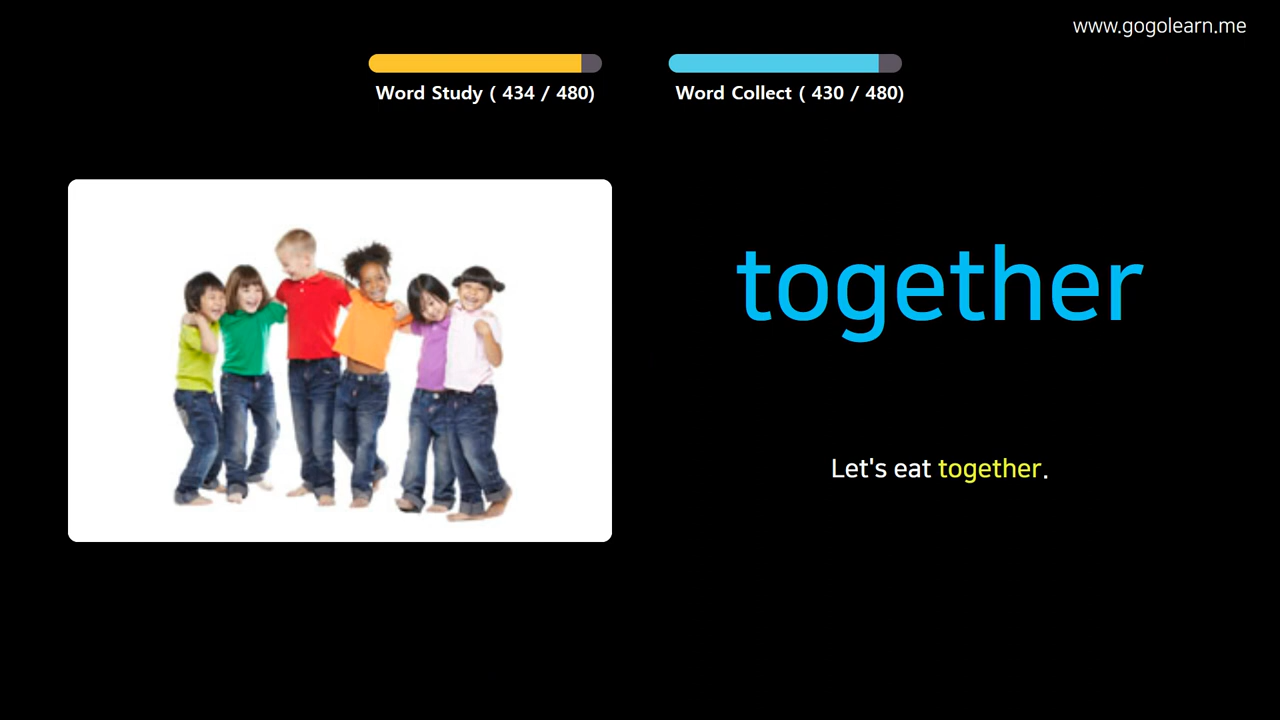 www.gogolearn.me
Word Study ( 434 / 480)
Word Collect ( 430 / 480)
together
Let's eat together.